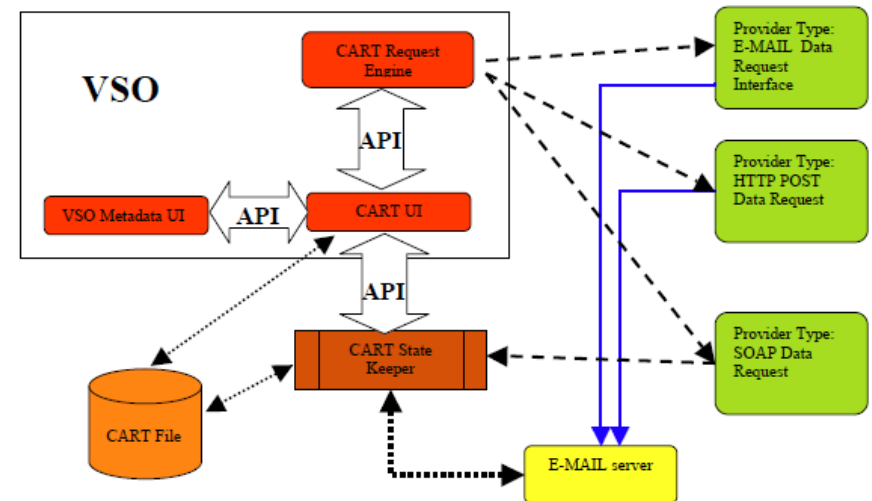 VSO
CART Request
Engine
API
VSO Metadata UI
API
CART UI
API
CART State
Keeper
CART File
E-MAIL server
Provider Type:
E-MAIL Data
Request
Interface
Provider Type:
HTTP POST
Data Request
Provider Type:
SOAP Data
Request